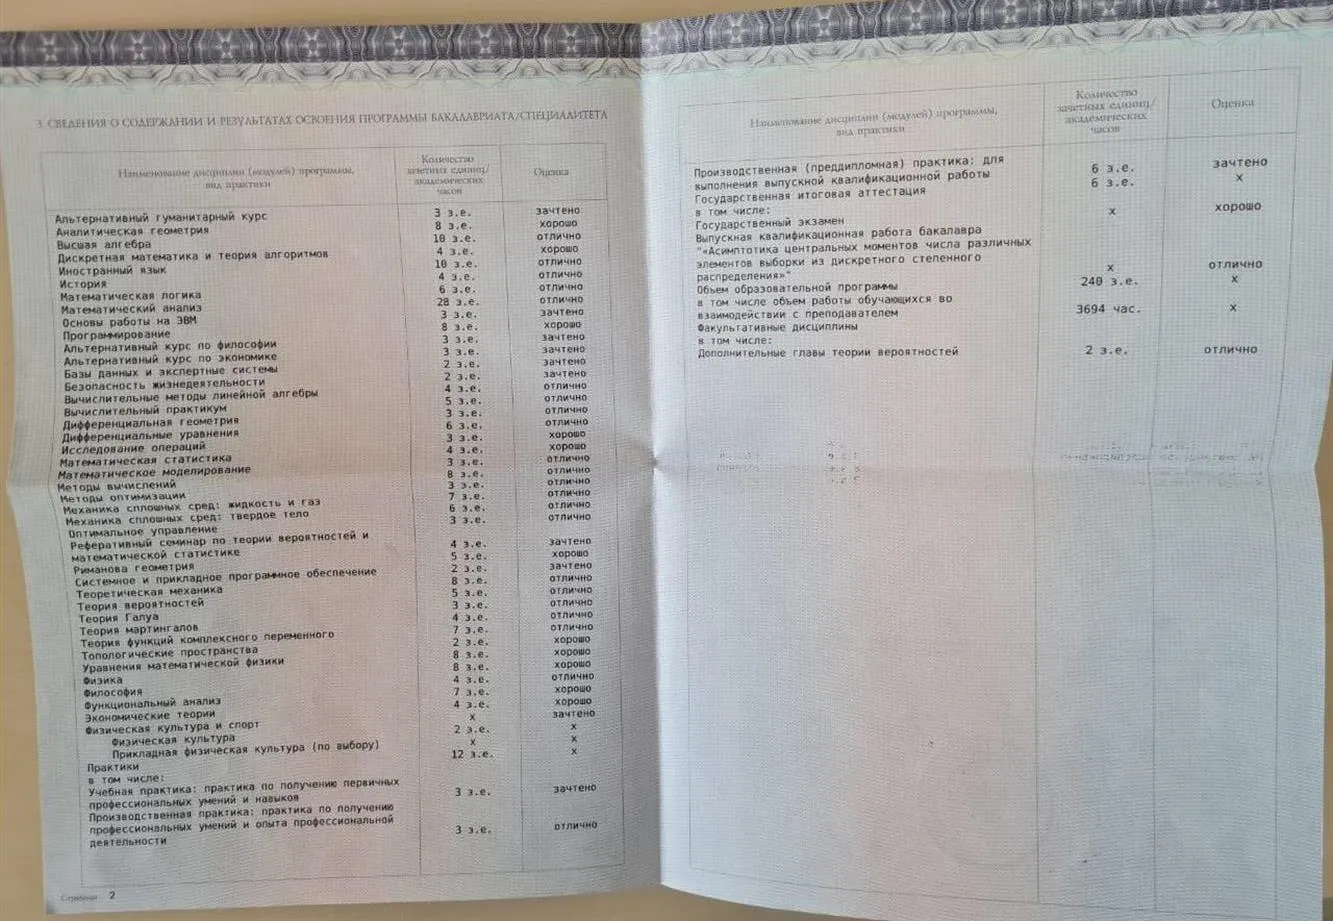 3. СВЕДЕНИЯ О СОДЕРЖАНИИ И РЕЗУЛЬТАТАХ ОСВОЕНИЯ ПРОГРАММЫ БАКАЛАВРИАТА/СПЕЦИАЛИТЕТА
Наименование дисциплин (модулей) программы,
вид практики
Количество
зачетных единиц/
академических
часов
Оценка
Альтернативный гуманитарный курс 3 з.е. зачтено
Аналитическая геометрия 8 з.е. хорошо
Высшая алгебра 10 з.е. отлично
Дискретная математика и теория алгоритмов 4 з.е. хорошо
Иностранный язык 10 з.е. отлично
История 4 з.е. отлично
Математическая логика 6 з.е. отлично
Математический анализ 28 з.е. отлично
Основы работы на ЭВМ 3 з.е. зачтено
Программирование 8 з.е. хорошо
Альтернативный курс по философии 3 з.е. зачтено
Альтернативный курс по экономике 3 з.е. зачтено
Базы данных и экспертные системы 2 з.е. зачтено
Безопасность жизнедеятельности 2 з.е. зачтено
Вычислительные методы линейной алгебры 4 з.е. отлично
Вычислительный практикум 5 з.е. отлично
Дифференциальная геометрия 3 з.е. отлично
Дифференциальные уравнения 6 з.е. отлично
Исследование операций 3 з.е. хорошо
Математическая статистика 4 з.е. хорошо
Математическое моделирование 3 з.е. отлично
Методы вычислений 8 з.е. отлично
Методы оптимизации 3 з.е. отлично
Механика сплошных сред: жидкость и газ 7 з.е. отлично
Механика сплошных сред: твердое тело 6 з.е. отлично
Оптимальное управление 3 з.е. отлично
Реферативный семинар по теории вероятностей и
математической статистике 4 з.е. зачтено
Риманова геометрия 5 з.е. хорошо
Системное и прикладное программное обеспечение 2 з.е. зачтено
Теоретическая механика 8 з.е. отлично
Теория вероятностей 5 з.е. отлично
Теория Галуа 3 з.е. отлично
Теория мартингалов 4 з.е. отлично
Теория функций комплексного переменного 7 з.е. отлично
Топологические пространства 2 з.е. хорошо
Уравнения математической физики 8 з.е. хорошо
Физика 8 з.е. хорошо
Философия 4 з.е. отлично
Функциональный анализ 7 з.е. хорошо
Экономические теории 4 з.е. хорошо
Физическая культура и спорт x зачтено
Физическая культура 2 з.е. x
Прикладная физическая культура (по выбору) x x
Практики 12 з.е. x
в том числе:
Учебная практика: практика по получению первичных
профессиональных умений и навыков 3 з.е. зачтено
Производственная практика: практика по получению
профессиональных умений и опыта профессиональной
деятельности 3 з.е. отлично
Страница 2
Наименование дисциплин (модулей) программы,
вид практики
Количество
зачетных единиц/
академических
часов
Оценка
Производственная (преддипломная) практика: для
выполнения выпускной квалификационной работы 6 з.е. зачтено
Государственная итоговая аттестация 6 з.е. x
в том числе:
Государственный экзамен x хорошо
Выпускная квалификационная работа бакалавра
"«Асимптотика центральных моментов числа различных
элементов выборки из дискретного степенного
распределения»" x отлично
Объем образовательной программы 240 з.е. x
в том числе объем работы обучающихся во
взаимодействии с преподавателем 3694 час. x
Факультативные дисциплины
в том числе:
Дополнительные главы теории вероятностей 2 з.е. отлично